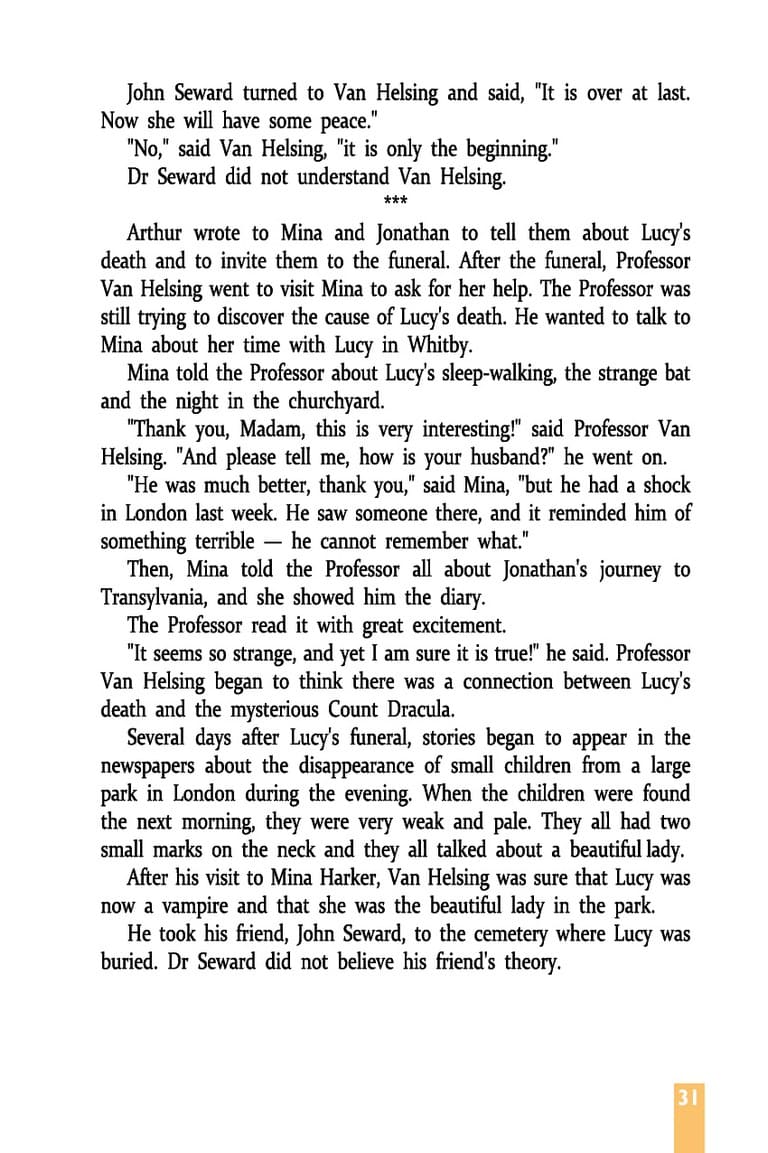 John Seward turned to Van Helsing and said, "It is over at last.
Now she will have some peace."
"No," said Van Helsing, "it is only the beginning."
Dr Seward did not understand Van Helsing.
***
Arthur wrote to Mina and Jonathan to tell them about Lucy's
death and to invite them to the funeral. After the funeral, Professor
Van Helsing went to visit Mina to ask for her help. The Professor was
still trying to discover the cause of Lucy's death. He wanted to talk to
Mina about her time with Lucy in Whitby.
Mina told the Professor about Lucy's sleep-walking, the strange bat
and the night in the churchyard.
"Thank you, Madam, this is very interesting!" said Professor Van
Helsing. "And please tell me, how is your husband?" he went on.
"He was much better, thank you," said Mina, "but he had a shock
in London last week. He saw someone there, and it reminded him of
something terrible — he cannot remember what."
Then, Mina told the Professor all about Jonathan's journey to
Transylvania, and she showed him the diary.
The Professor read it with great excitement.
"It seems so strange, and yet I am sure it is true!" he said. Professor
Van Helsing began to think there was a connection between Lucy's
death and the mysterious Count Dracula.
Several days after Lucy's funeral, stories began to appear in the
newspapers about the disappearance of small children from a large
park in London during the evening. When the children were found
the next morning, they were very weak and pale. They all had two
small marks on the neck and they all talked about a beautiful lady.
After his visit to Mina Harker, Van Helsing was sure that Lucy was
now a vampire and that she was the beautiful lady in the park.
He took his friend, John Seward, to the cemetery where Lucy was
buried. Dr Seward did not believe his friend's theory.
31